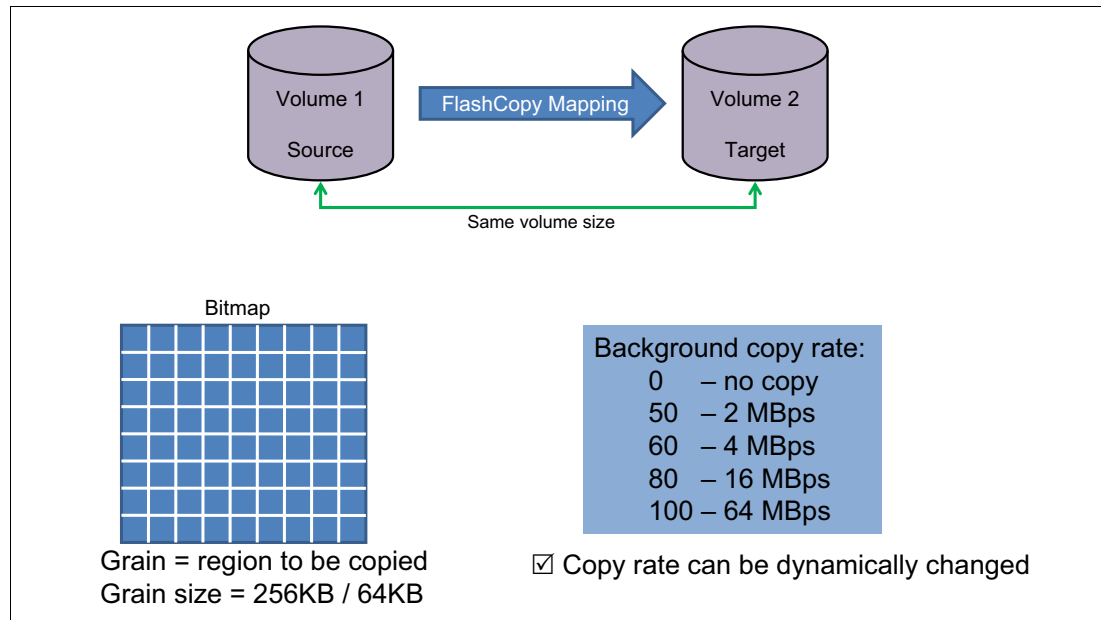 Volume 1
Source
FlashCopy Mapping
Volume 2
Target
Same volume size
Bitmap
Grain = region to be copied
Grain size = 256KB / 64KB
Background copy rate:
0 – no copy
50 – 2 MBps
60 – 4 MBps
80 – 16 MBps
100 – 64 MBps
☑ Copy rate can be dynamically changed